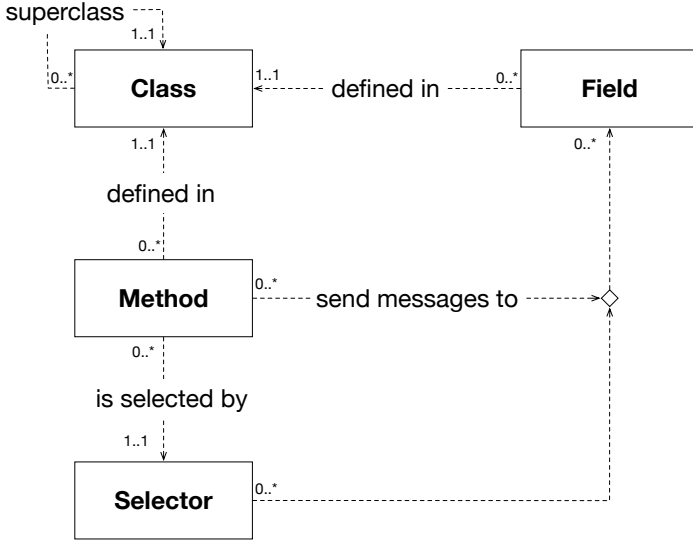 superclass
1..1
0..*
Class
1..1
defined in
0..*
Field
1..1
0..*
defined in
0..*
Method
0..*
send messages to
0..*
is selected by
1..1
Selector
0..*